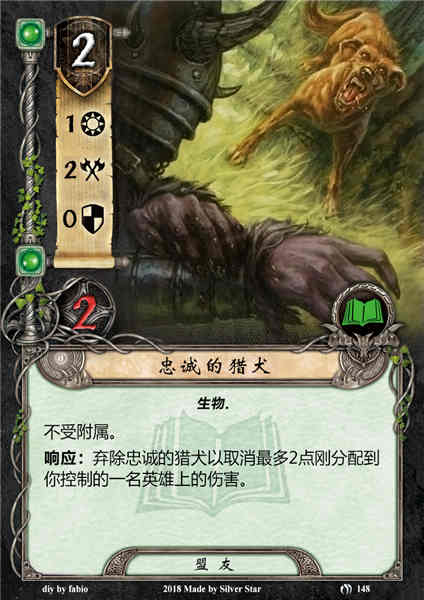 2
1
2
0
2
忠诚的猎犬
生物.
不受附属。
响应：弃除忠诚的猎犬以取消最多2点刚分配到
你控制的一名英雄上的伤害。
盟友
diy by fabio 2018 Made by Silver Star 148